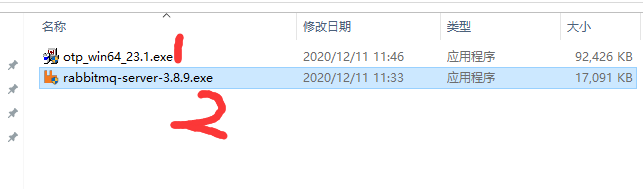 名称 修改日期 类型 大小
otp_win64_23.1.exe 1 2020/12/11 11:46 应用程序 92,426 KB
rabbitmq-server-3.8.9.exe 2020/12/11 11:33 应用程序 17,091 KB
2